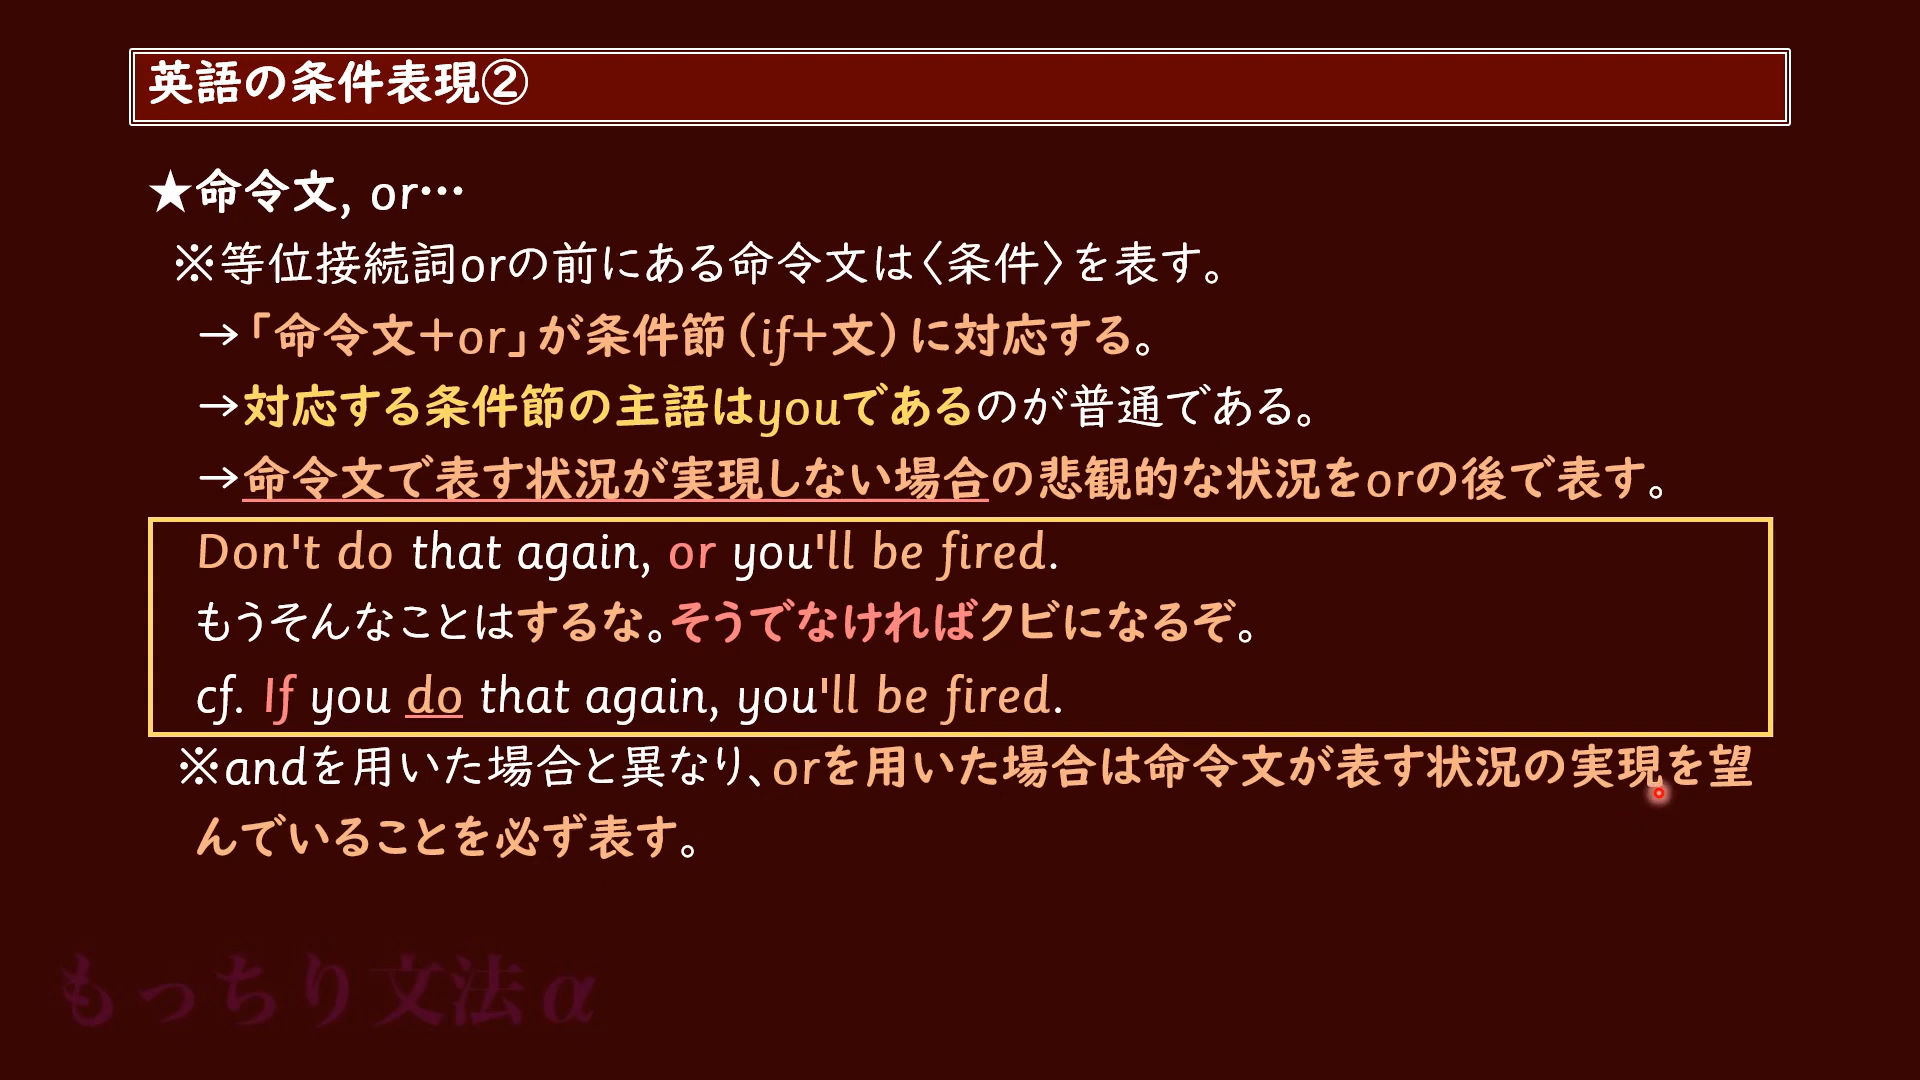 英語の条件表現②
★命令文, or…
※等位接続詞orの前にある命令文は〈条件〉を表す。
→「命令文＋or」が条件節（if＋文）に対応する。
→対応する条件節の主語はyouであるのが普通である。
→命令文で表す状況が実現しない場合の悲観的な状況をorの後で表す。
Don't do that again, or you'll be fired.
もうそんなことはするな。そうでなければクビになるぞ。
cf. If you do that again, you'll be fired.
※andを用いた場合と異なり、orを用いた場合は命令文が表す状況の実現を望
んでいることを必ず表す。
もっちり文法α